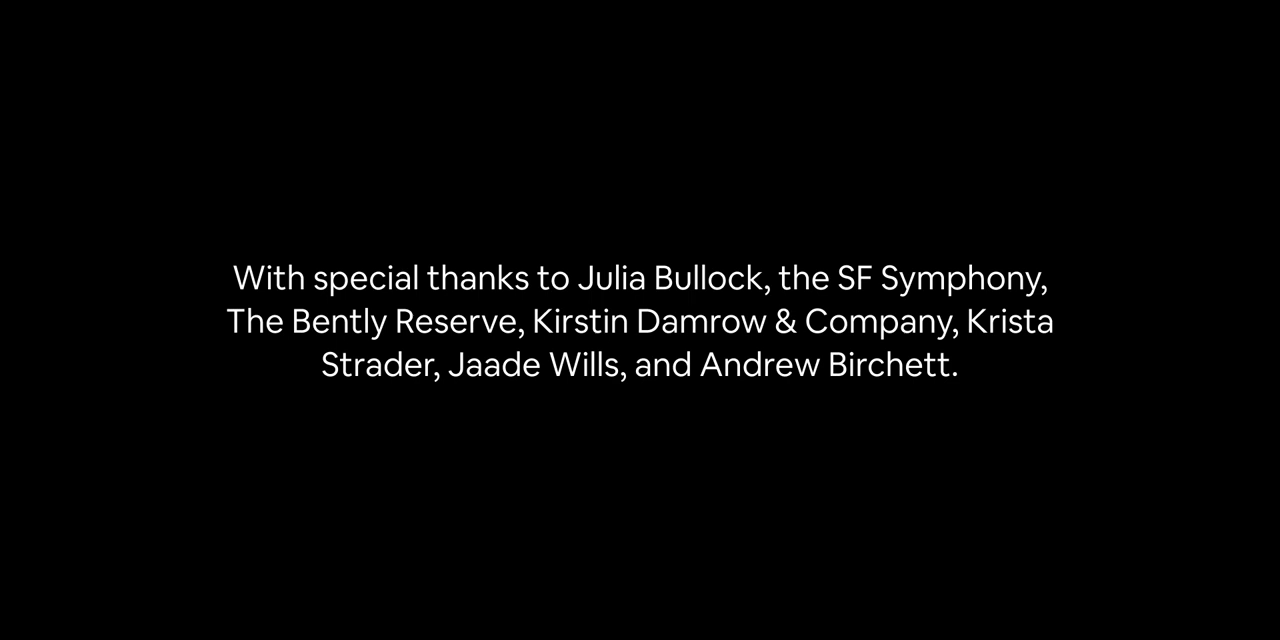 With special thanks to Julia Bullock, the SF Symphony,
The Bently Reserve, Kirstin Damrow & Company, Krista
Strader, Jaade Wills, and Andrew Birchett.